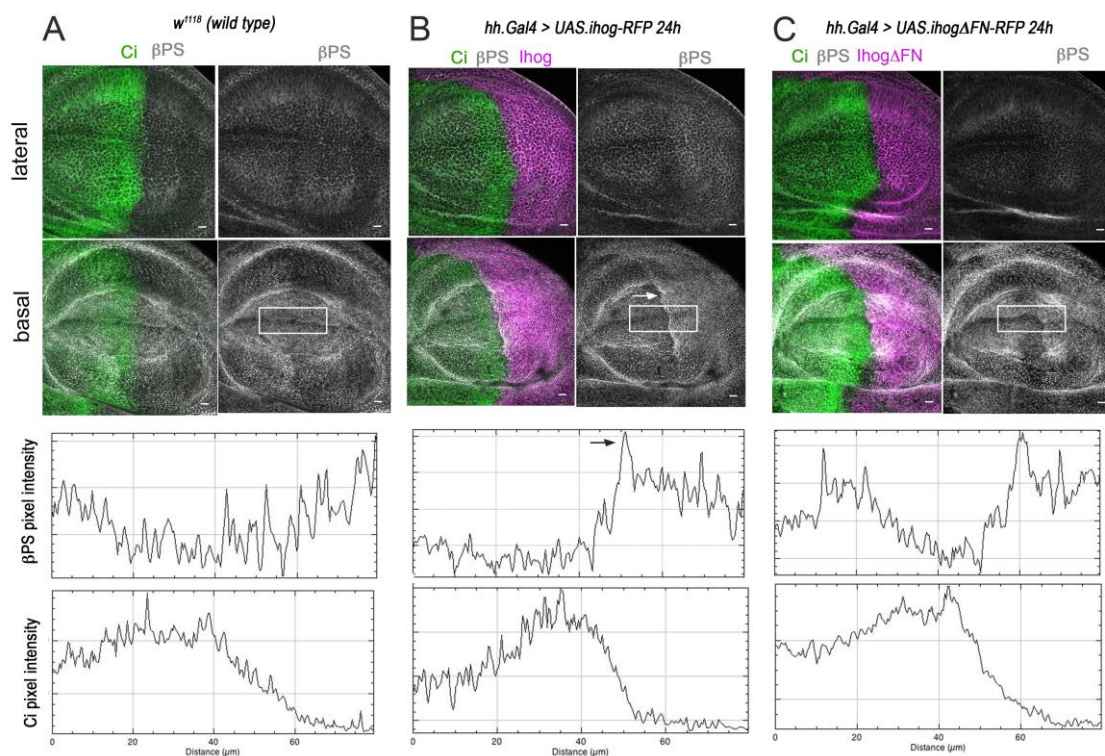 A
w1118 (wild type)
Ci βPS
βPS
B
hh.Gal4 > UAS.ihog-RFP 24h
Ci βPS Ihog
βPS
C
hh.Gal4 > UAS.ihogΔFN-RFP 24h
Ci βPS IhogΔFN
βPS
lateral
basal
βPS pixel intensity
Ci pixel intensity
0 20 40 60
Distance (µm)
0 20 40 60
Distance (µm)
0 20 40 60
Distance (µm)